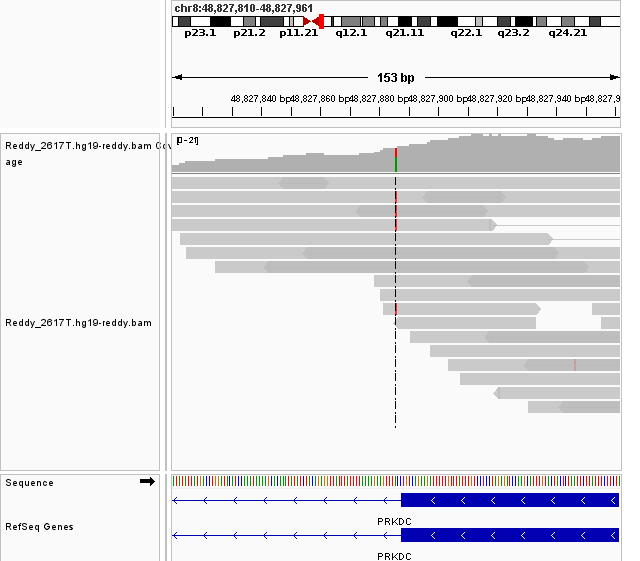 chr8:48,827,810-48,827,961
p23.1 p21.2 p11.21 q12.1 q21.11 q22.1 q23.2 q24.21
153 bp
48,827,840 bp 48,827,860 bp 48,827,880 bp 48,827,900 bp 48,827,920 bp 48,827,940 bp 48,827,9
Reddy_2617T.hg19-reddy.bam Cov
age
[0-21]
Reddy_2617T.hg19-reddy.bam
Sequence
PRKDC
RefSeq Genes
PRKDC